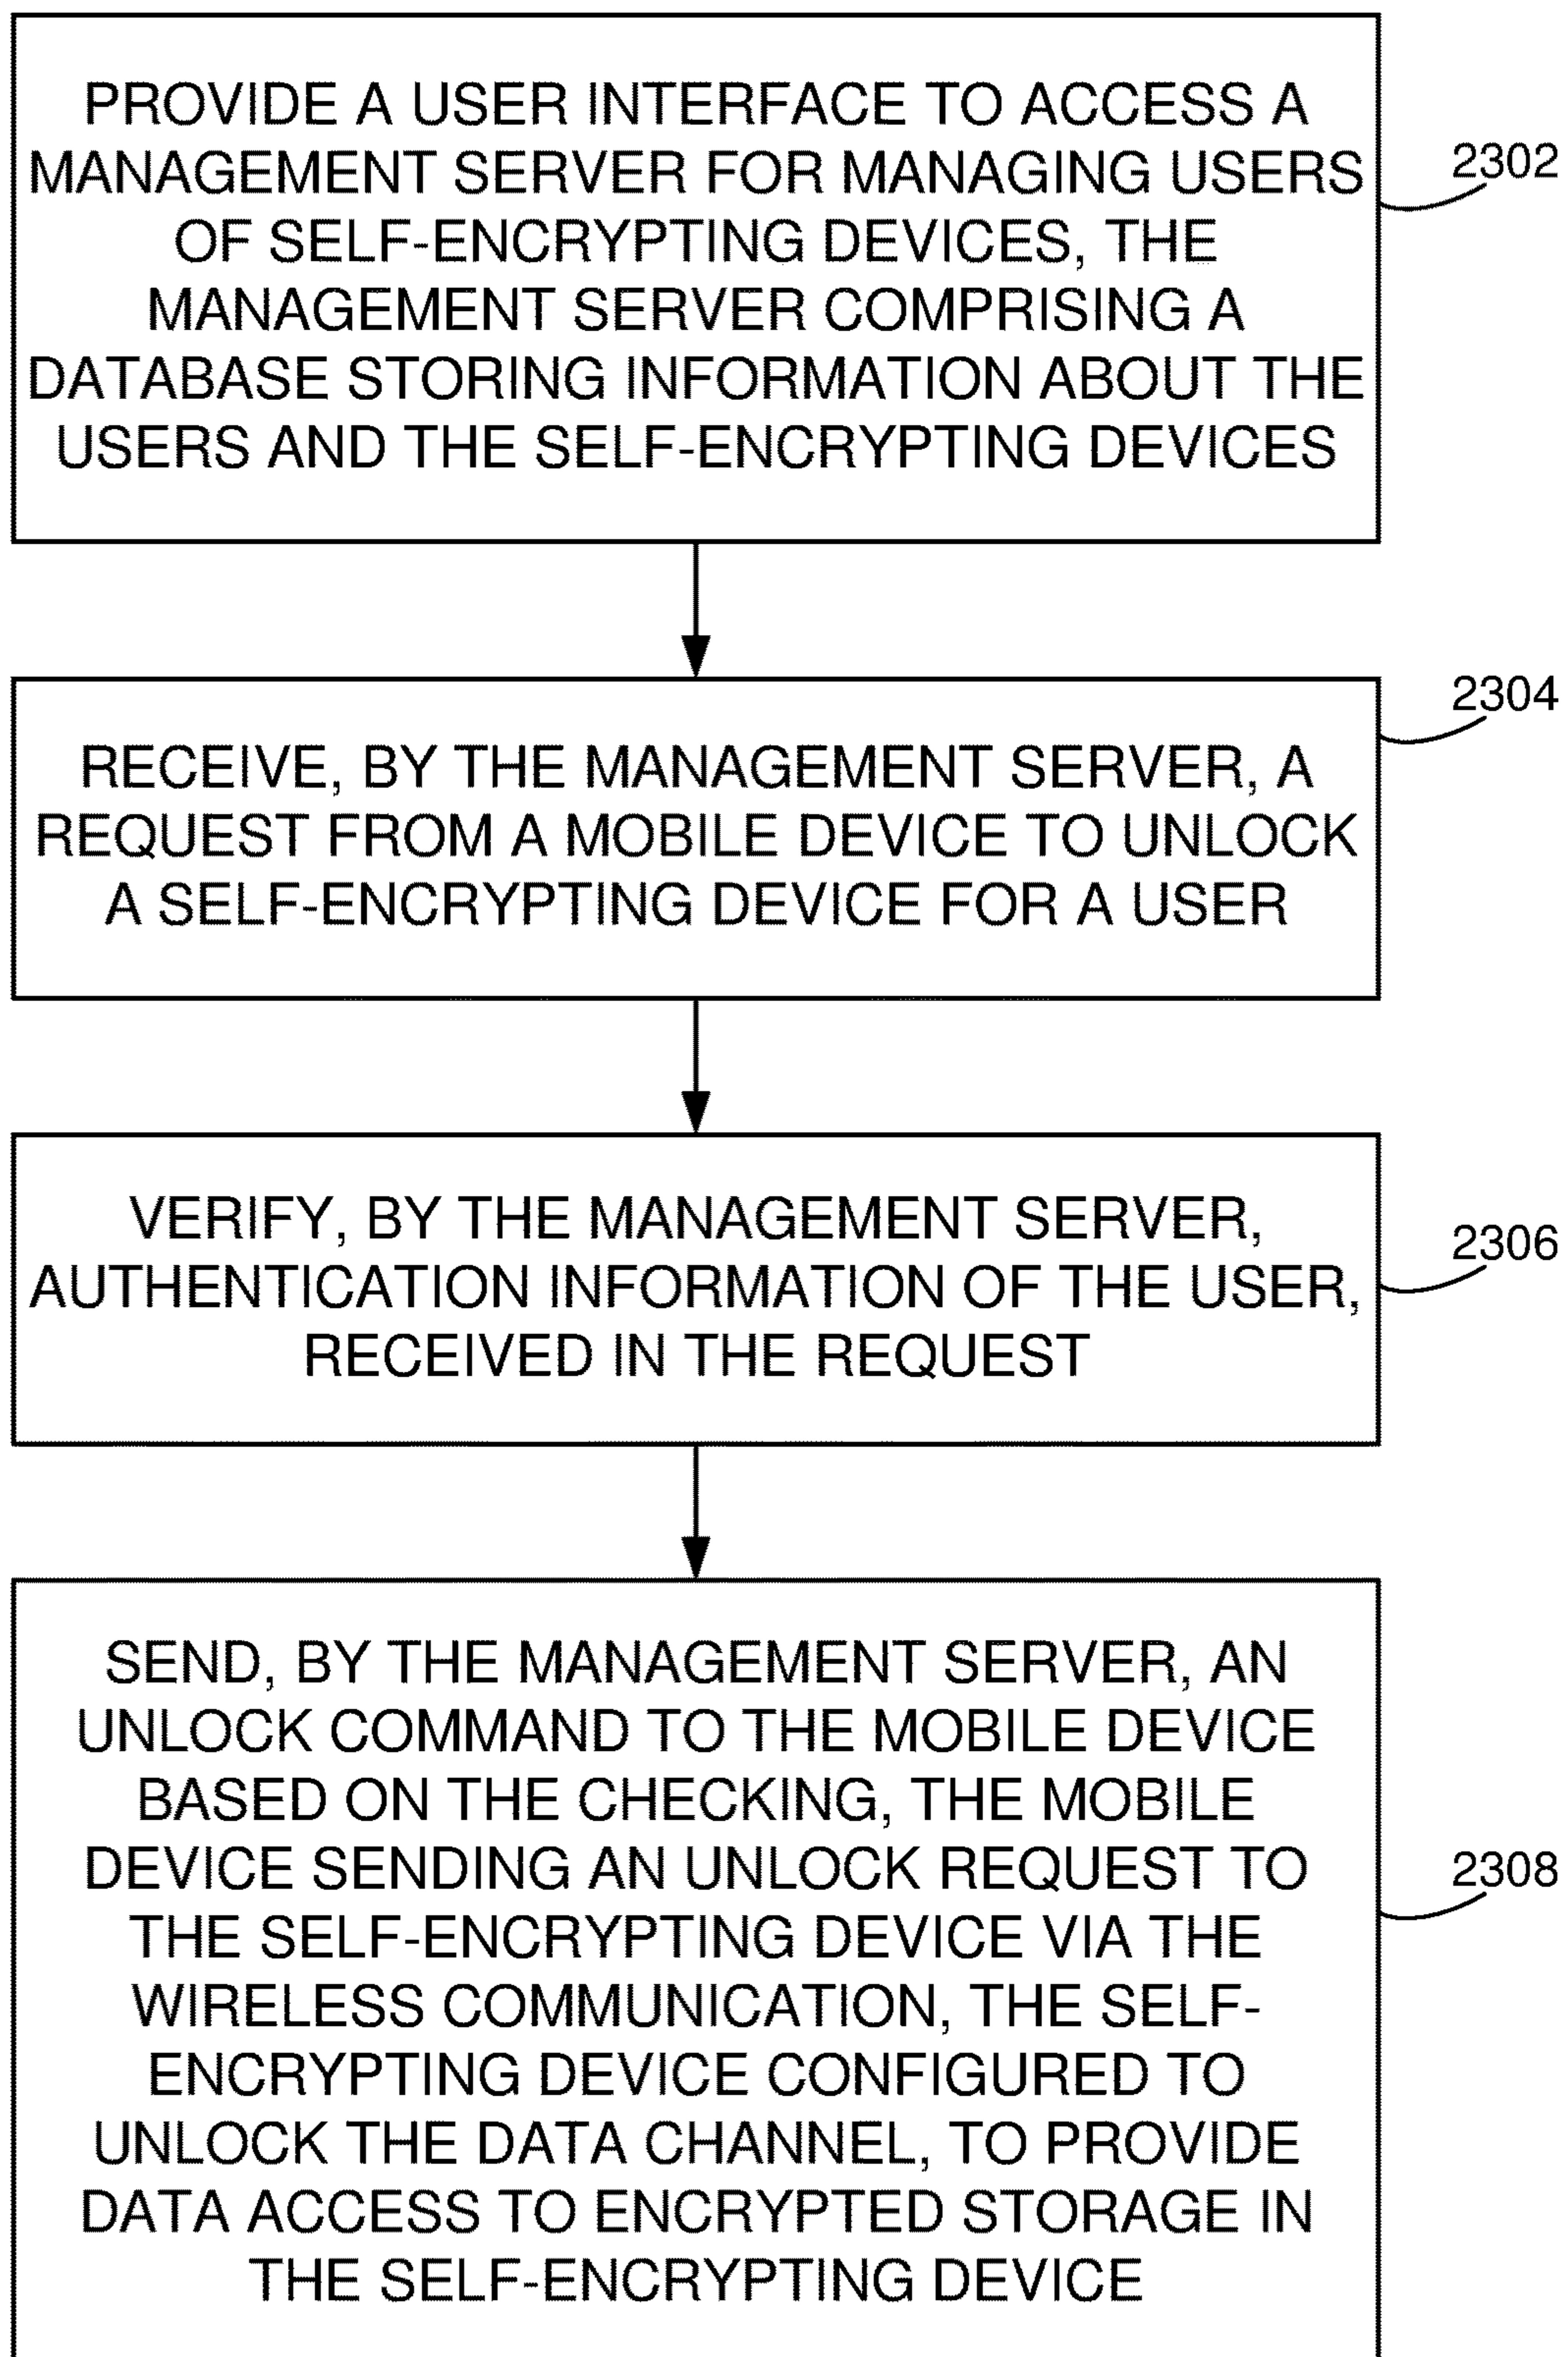 PROVIDE A USER INTERFACE TO ACCESS A
MANAGEMENT SERVER FOR MANAGING USERS
OF SELF-ENCRYPTING DEVICES, THE
MANAGEMENT SERVER COMPRISING A
DATABASE STORING INFORMATION ABOUT THE
USERS AND THE SELF-ENCRYPTING DEVICES
2302
RECEIVE, BY THE MANAGEMENT SERVER, A
REQUEST FROM A MOBILE DEVICE TO UNLOCK
A SELF-ENCRYPTING DEVICE FOR A USER
2304
VERIFY, BY THE MANAGEMENT SERVER,
AUTHENTICATION INFORMATION OF THE USER,
RECEIVED IN THE REQUEST
2306
SEND, BY THE MANAGEMENT SERVER, AN
UNLOCK COMMAND TO THE MOBILE DEVICE
BASED ON THE CHECKING, THE MOBILE
DEVICE SENDING AN UNLOCK REQUEST TO
THE SELF-ENCRYPTING DEVICE VIA THE
WIRELESS COMMUNICATION, THE SELF-
ENCRYPTING DEVICE CONFIGURED TO
UNLOCK THE DATA CHANNEL, TO PROVIDE
DATA ACCESS TO ENCRYPTED STORAGE IN
THE SELF-ENCRYPTING DEVICE
2308